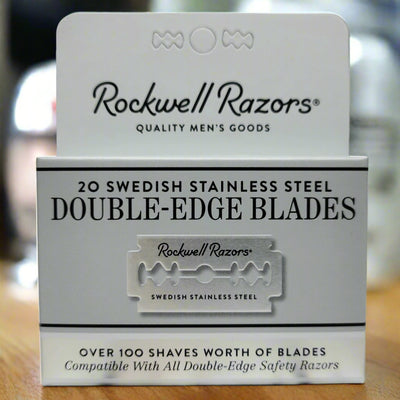 Rockwell Razors®
QUALITY MEN'S GOODS
20 SWEDISH STAINLESS STEEL
DOUBLE-EDGE BLADES
Rockwell Razors®
SWEDISH STAINLESS STEEL
OVER 100 SHAVES WORTH OF BLADES
Compatible With All Double-Edge Safety Razors